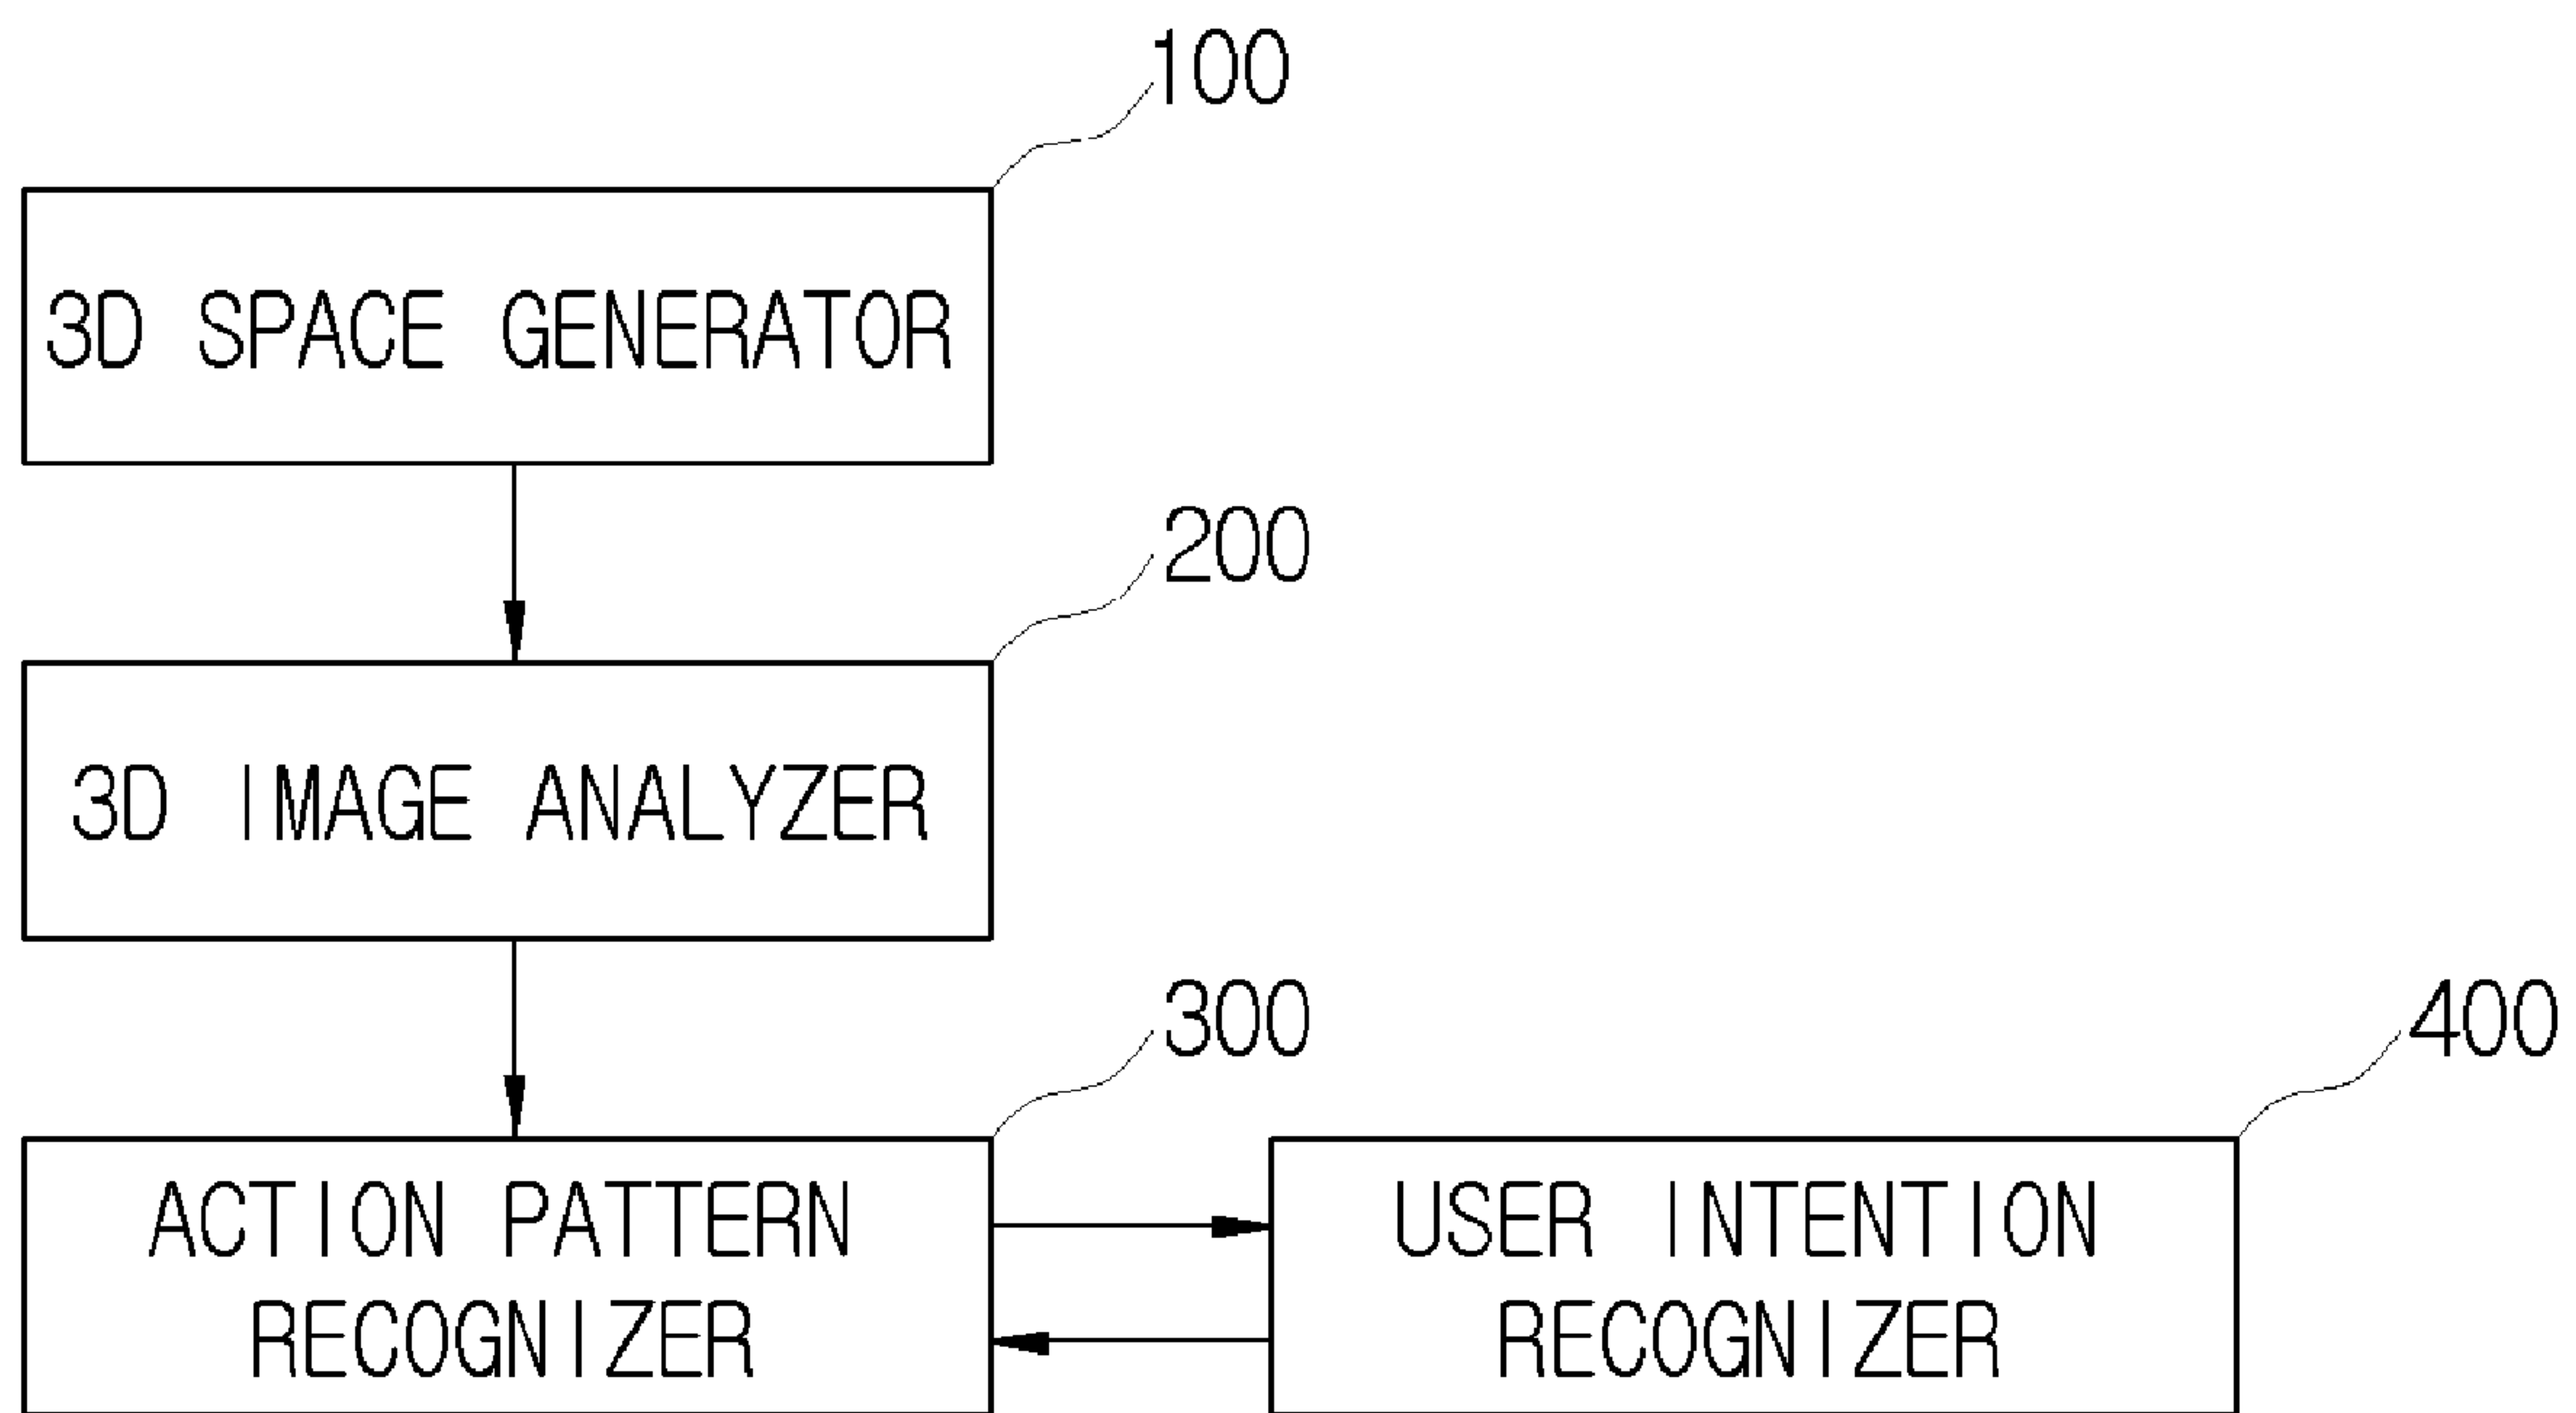 100
3D SPACE GENERATOR
200
3D IMAGE ANALYZER
300
400
ACTION PATTERN
RECOGNIZER
USER INTENTION
RECOGNIZER